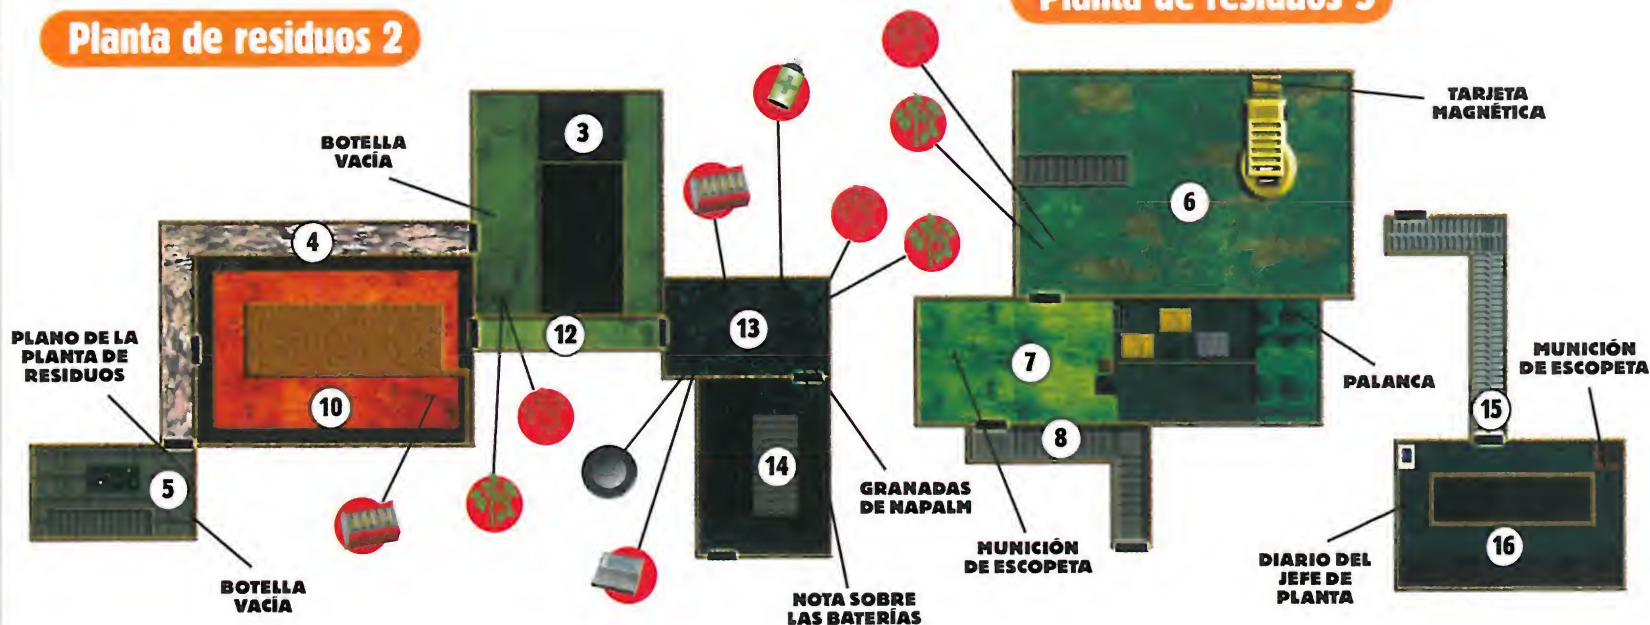 Planta de residuos 2
Planta de residuos 3
BOTELLA
VACÍA
3
4
PLANO DE LA
PLANTA DE
RESIDUOS
10
12
13
5
14
BOTELLA
VACÍA
GRANADAS
DE NAPALM
NOTA SOBRE
LAS BATERÍAS
TARJETA
MAGNÉTICA
6
7
PALANCA
8
MUNICIÓN
DE ESCOPETA
MUNICIÓN
DE ESCOPETA
15
16
DIARIO DEL
JEFE DE
PLANTA